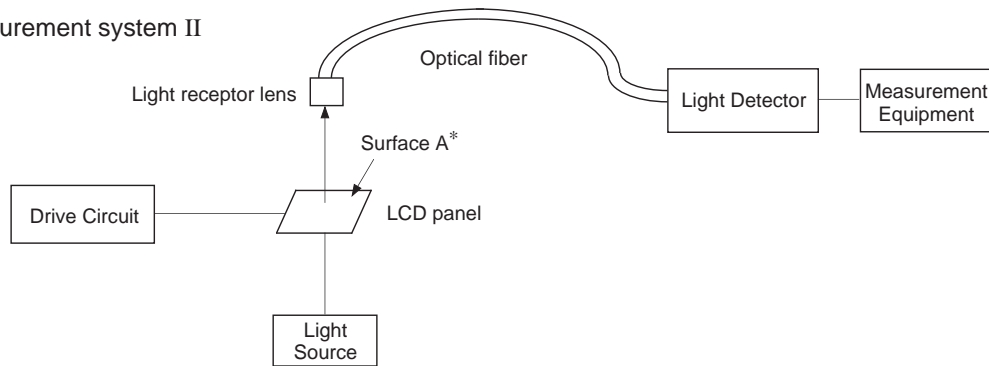 urement system II
Optical fiber
Light receptor lens
Light Detector
Measurement
Equipment
Surface A*
Drive Circuit
LCD panel
Light
Source